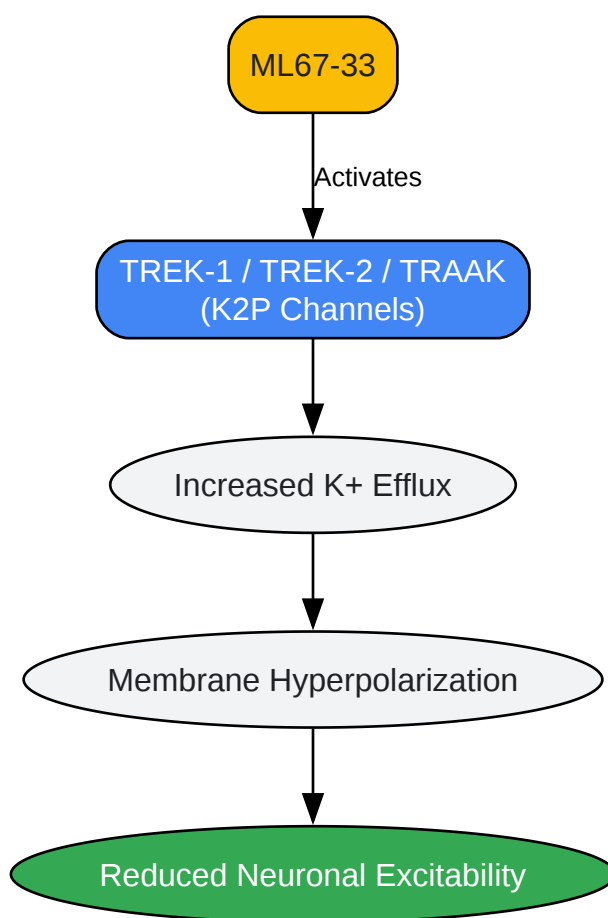 ML67-33
Activates
TREK-1 / TREK-2 / TRAAK
(K2P Channels)
Increased K+ Efflux
Membrane Hyperpolarization
Reduced Neuronal Excitability